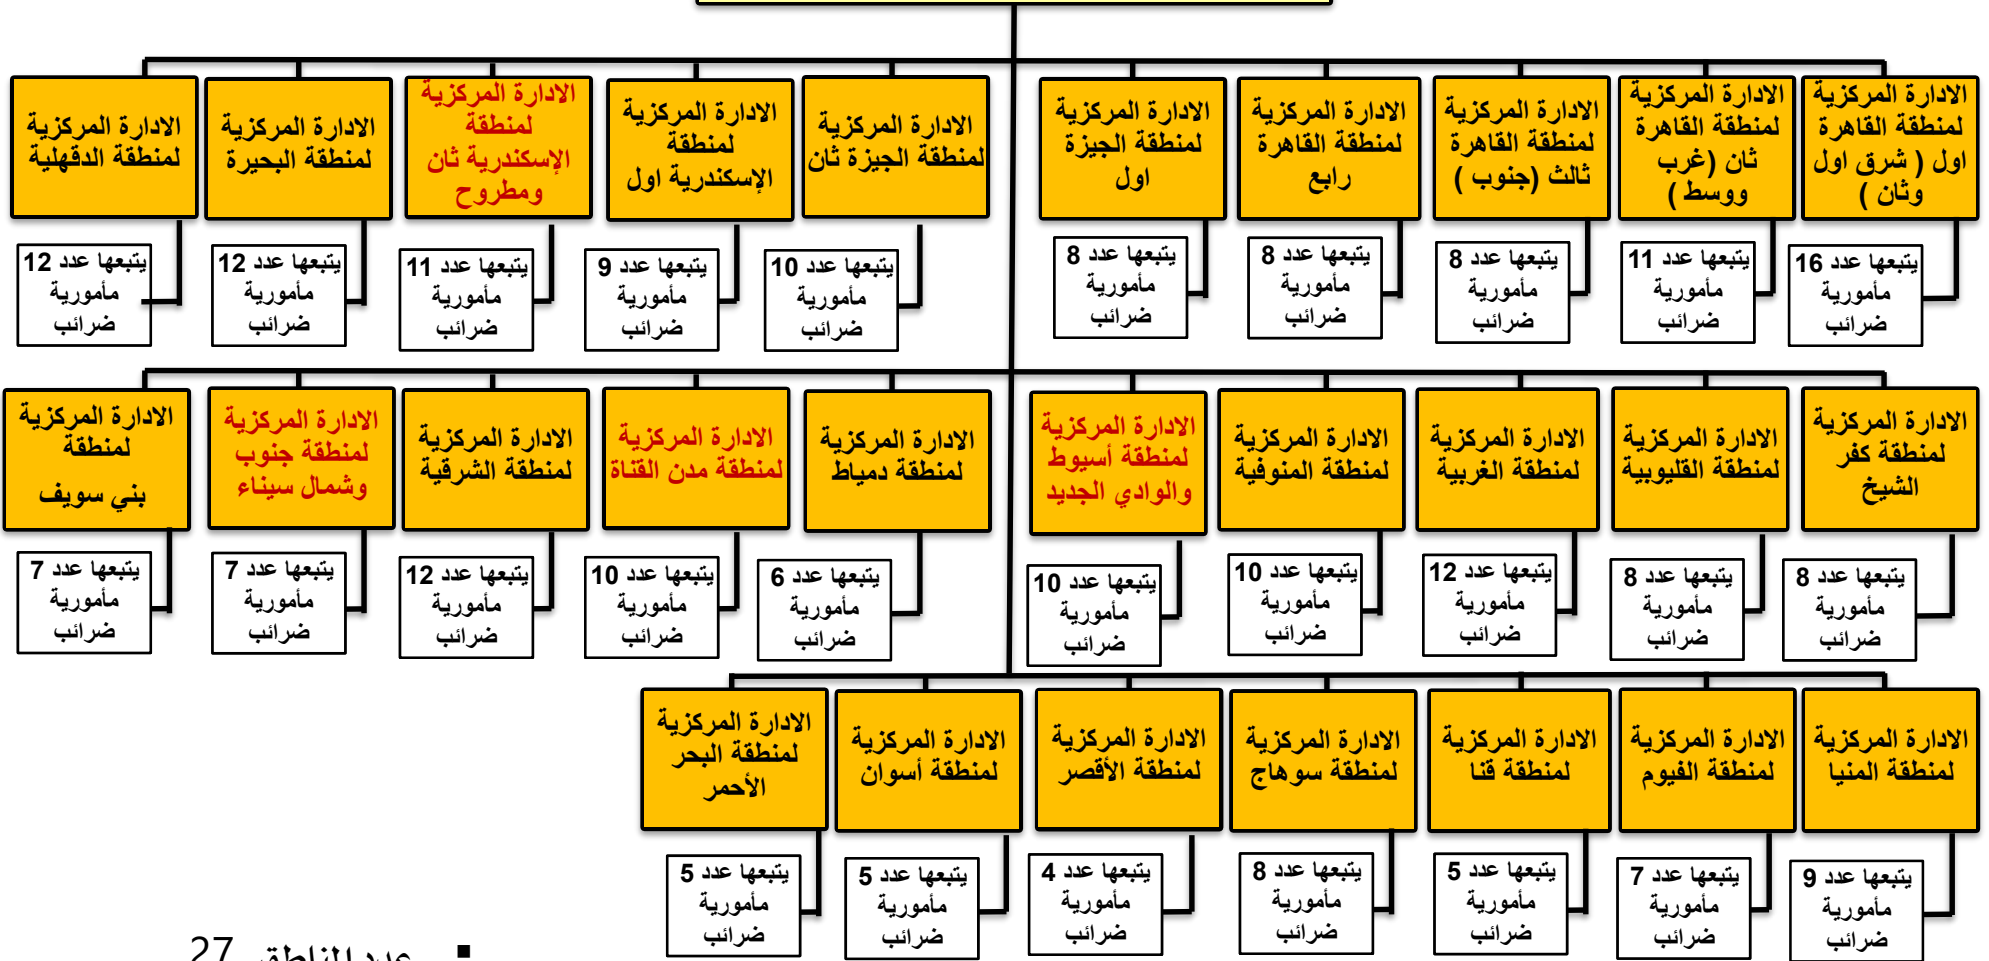 الادارة المركزية
لمنطقة القاهرة
اول ( شرق اول
وثان )
يتبعها عدد 16
مأمورية
ضرائب
الادارة المركزية
لمنطقة القاهرة
ثان (غرب
ووسط )
يتبعها عدد 11
مأمورية
ضرائب
الادارة المركزية
لمنطقة القاهرة
ثالث (جنوب )
يتبعها عدد 8
مأمورية
ضرائب
الادارة المركزية
لمنطقة القاهرة
رابع
يتبعها عدد 8
مأمورية
ضرائب
الادارة المركزية
لمنطقة الجيزة
اول
يتبعها عدد 8
مأمورية
ضرائب
الادارة المركزية
لمنطقة الجيزة ثان
يتبعها عدد 10
مأمورية
ضرائب
الادارة المركزية
لمنطقة
الإسكندرية اول
يتبعها عدد 9
مأمورية
ضرائب
الادارة المركزية
لمنطقة
الإسكندرية ثان
ومطروح
يتبعها عدد 11
مأمورية
ضرائب
الادارة المركزية
لمنطقة البحيرة
يتبعها عدد 12
مأمورية
ضرائب
الادارة المركزية
لمنطقة الدقهلية
يتبعها عدد 12
مأمورية
ضرائب
الادارة المركزية
لمنطقة كفر
الشيخ
يتبعها عدد 8
مأمورية
ضرائب
الادارة المركزية
لمنطقة القليوبية
يتبعها عدد 8
مأمورية
ضرائب
الادارة المركزية
لمنطقة الغربية
يتبعها عدد 12
مأمورية
ضرائب
الادارة المركزية
لمنطقة المنوفية
يتبعها عدد 10
مأمورية
ضرائب
الادارة المركزية
لمنطقة أسيوط
والوادي الجديد
يتبعها عدد 10
مأمورية
ضرائب
الادارة المركزية
لمنطقة دمياط
يتبعها عدد 6
مأمورية
ضرائب
الادارة المركزية
لمنطقة مدن القناة
يتبعها عدد 10
مأمورية
ضرائب
الادارة المركزية
لمنطقة الشرقية
يتبعها عدد 12
مأمورية
ضرائب
الادارة المركزية
لمنطقة جنوب
وشمال سيناء
يتبعها عدد 7
مأمورية
ضرائب
الادارة المركزية
لمنطقة
بني سويف
يتبعها عدد 7
مأمورية
ضرائب
الادارة المركزية
لمنطقة المنيا
يتبعها عدد 9
مأمورية
ضرائب
الادارة المركزية
لمنطقة الفيوم
يتبعها عدد 7
مأمورية
ضرائب
الادارة المركزية
لمنطقة قنا
يتبعها عدد 5
مأمورية
ضرائب
الادارة المركزية
لمنطقة سوهاج
يتبعها عدد 8
مأمورية
ضرائب
الادارة المركزية
لمنطقة الأقصر
يتبعها عدد 4
مأمورية
ضرائب
الادارة المركزية
لمنطقة أسوان
يتبعها عدد 5
مأمورية
ضرائب
الادارة المركزية
لمنطقة البحر
الأحمر
يتبعها عدد 5
مأمورية
ضرائب
▪ عدد المناطق 27